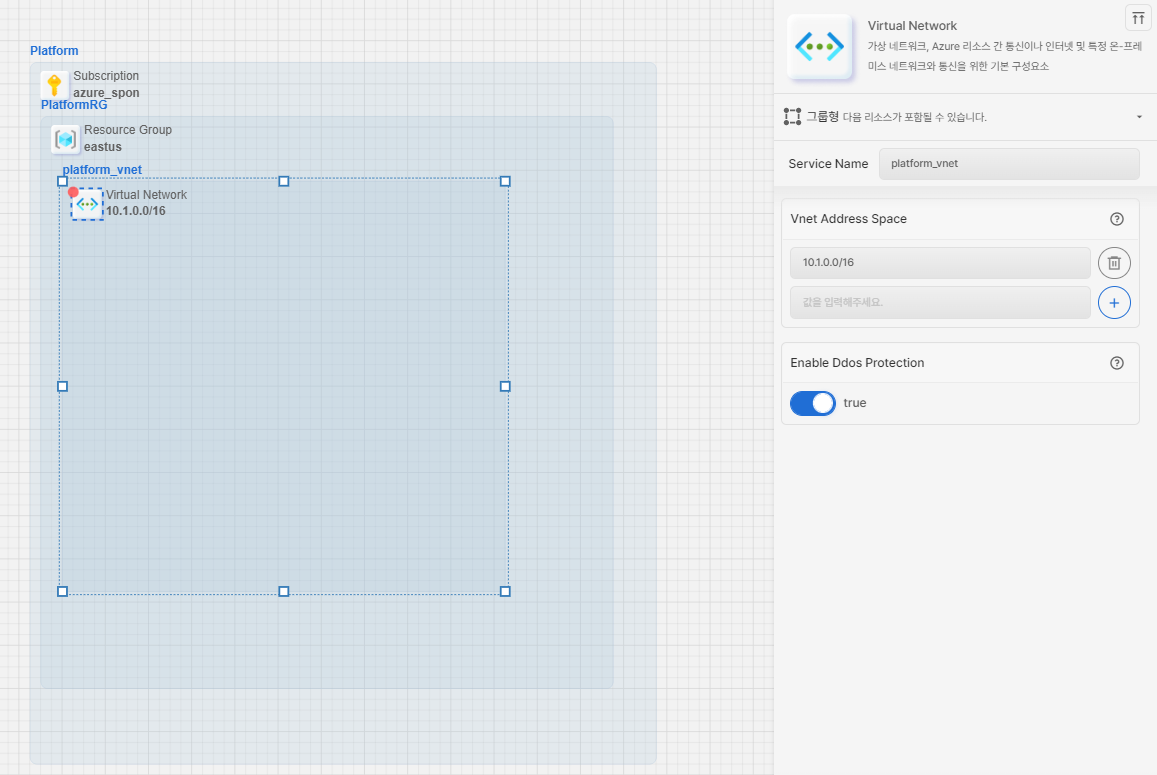 Platform
Subscription
azure_spon
PlatformRG
Resource Group
eastus
platform_vnet
Virtual Network
10.1.0.0/16
Virtual Network
가상 네트워크, Azure 리소스 간 통신이나 인터넷 및 특정 온-프레
미스 네트워크와 통신을 위한 기본 구성요소
그룹형 다음 리소스가 포함될 수 있습니다.
Service Name platform_vnet
Vnet Address Space
10.1.0.0/16
값을 입력해주세요.
Enable Ddos Protection
true